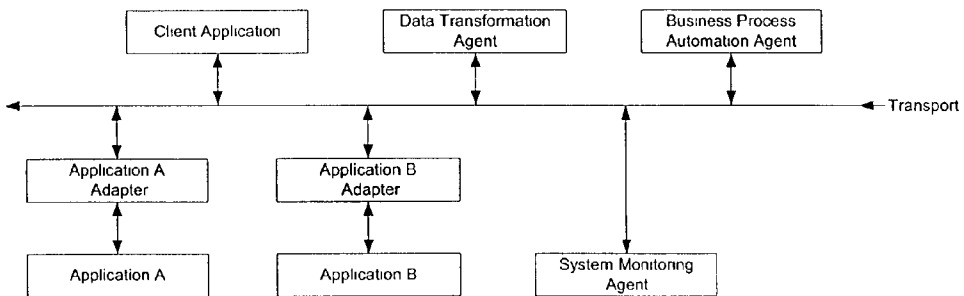 Client Application
Data Transformation
Agent
Business Process
Automation Agent
Transport
Application A
Adapter
Application B
Adapter
Application A
Application B
System Monitoring
Agent